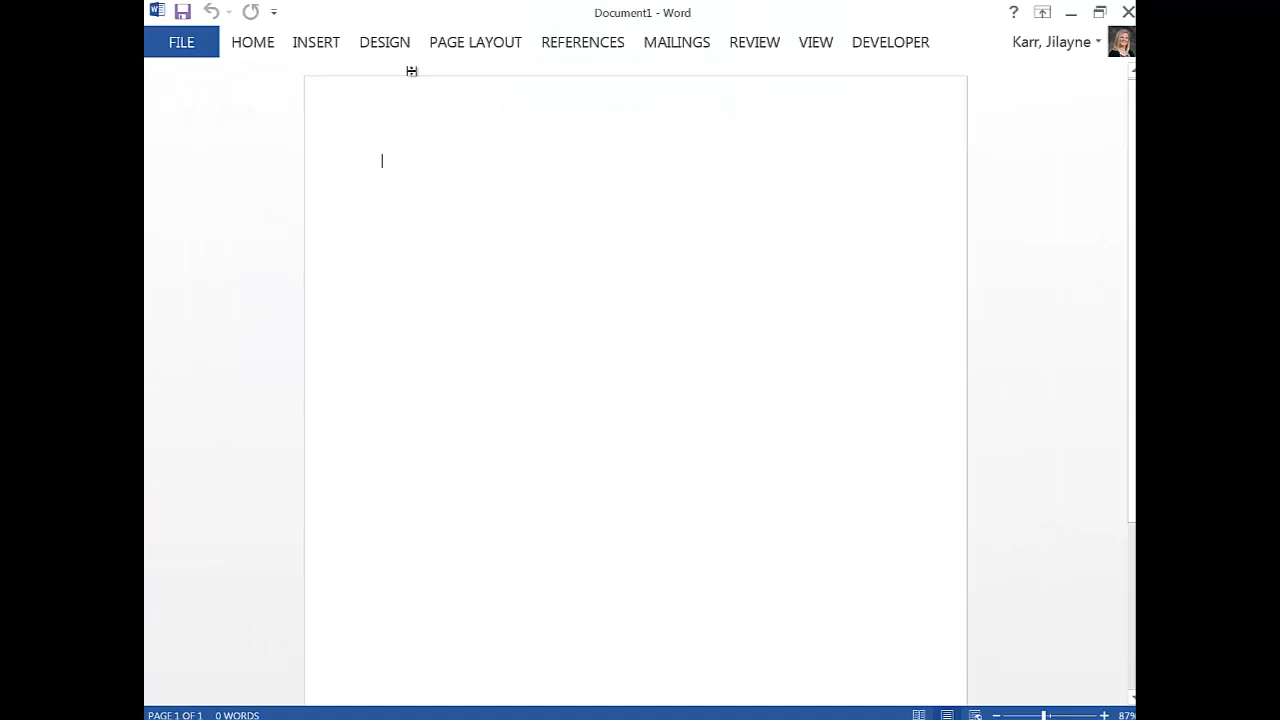 Document1 - Word
?
FILE HOME INSERT DESIGN PAGE LAYOUT REFERENCES MAILINGS REVIEW VIEW DEVELOPER Karr, Jilayne
PAGE 1 OF 1 0 WORDS 87%